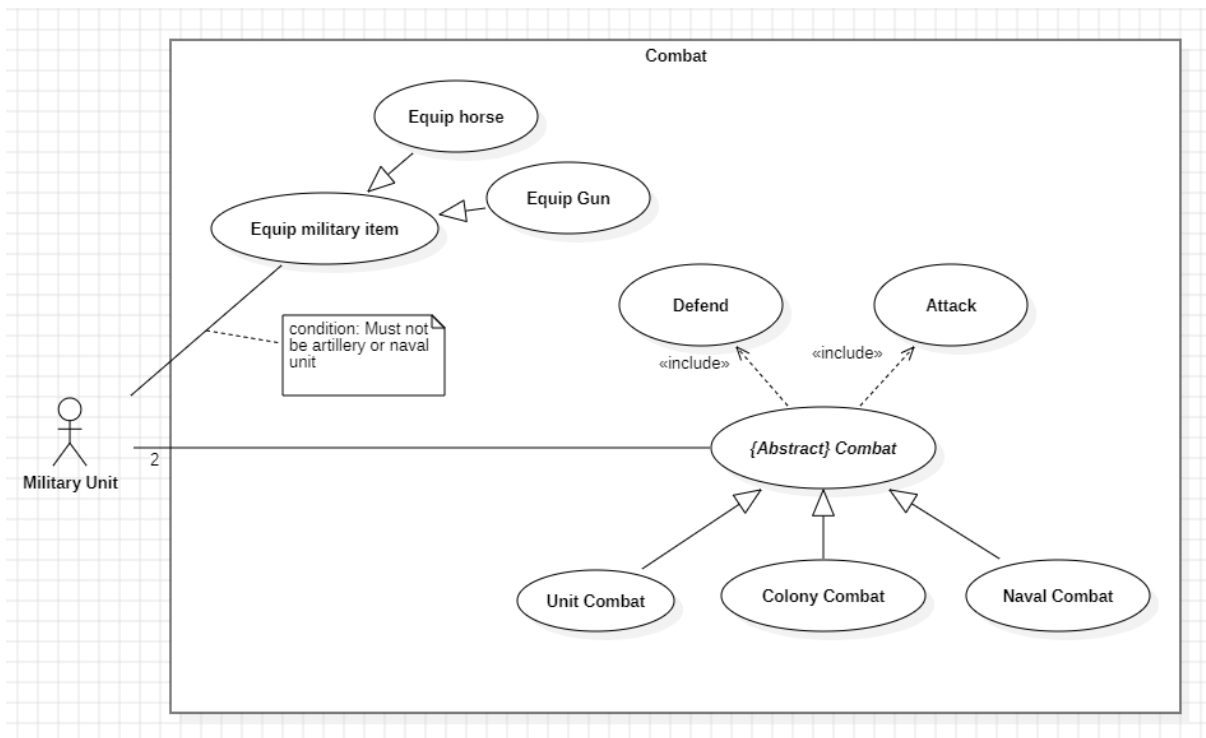 Combat
Equip horse
Equip Gun
Equip military item
Defend
Attack
condition: Must not
be artillery or naval
unit
«include»
«include»
{Abstract} Combat
2
Military Unit
Unit Combat
Colony Combat
Naval Combat